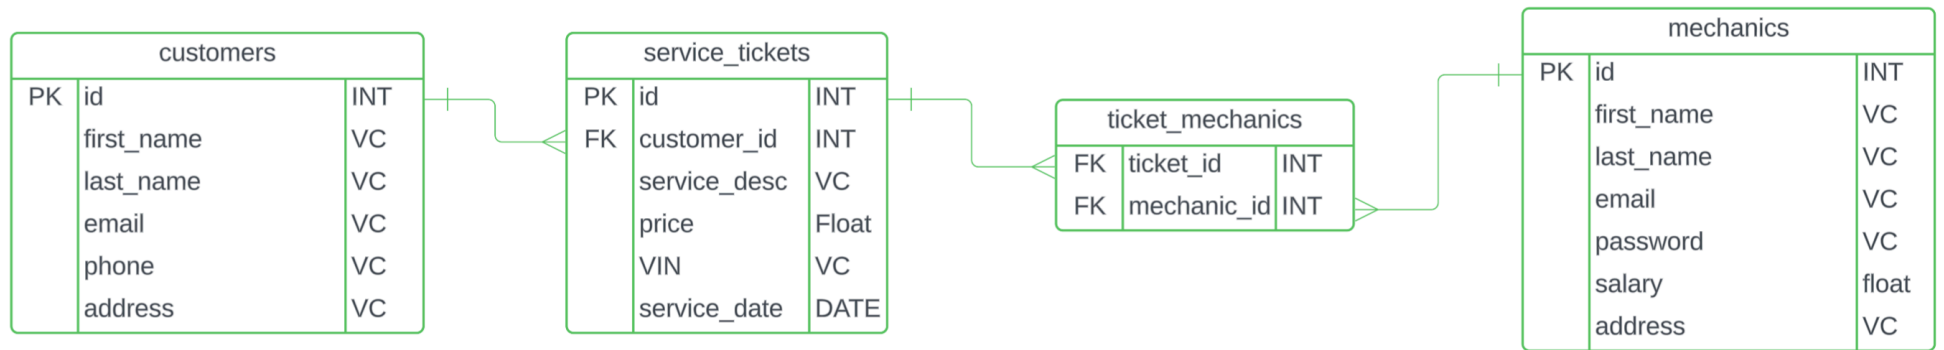 customers
PK id INT
first_name VC
last_name VC
email VC
phone VC
address VC
service_tickets
PK id INT
FK customer_id INT
service_desc VC
price Float
VIN VC
service_date DATE
ticket_mechanics
FK ticket_id INT
FK mechanic_id INT
mechanics
PK id INT
first_name VC
last_name VC
email VC
password VC
salary float
address VC